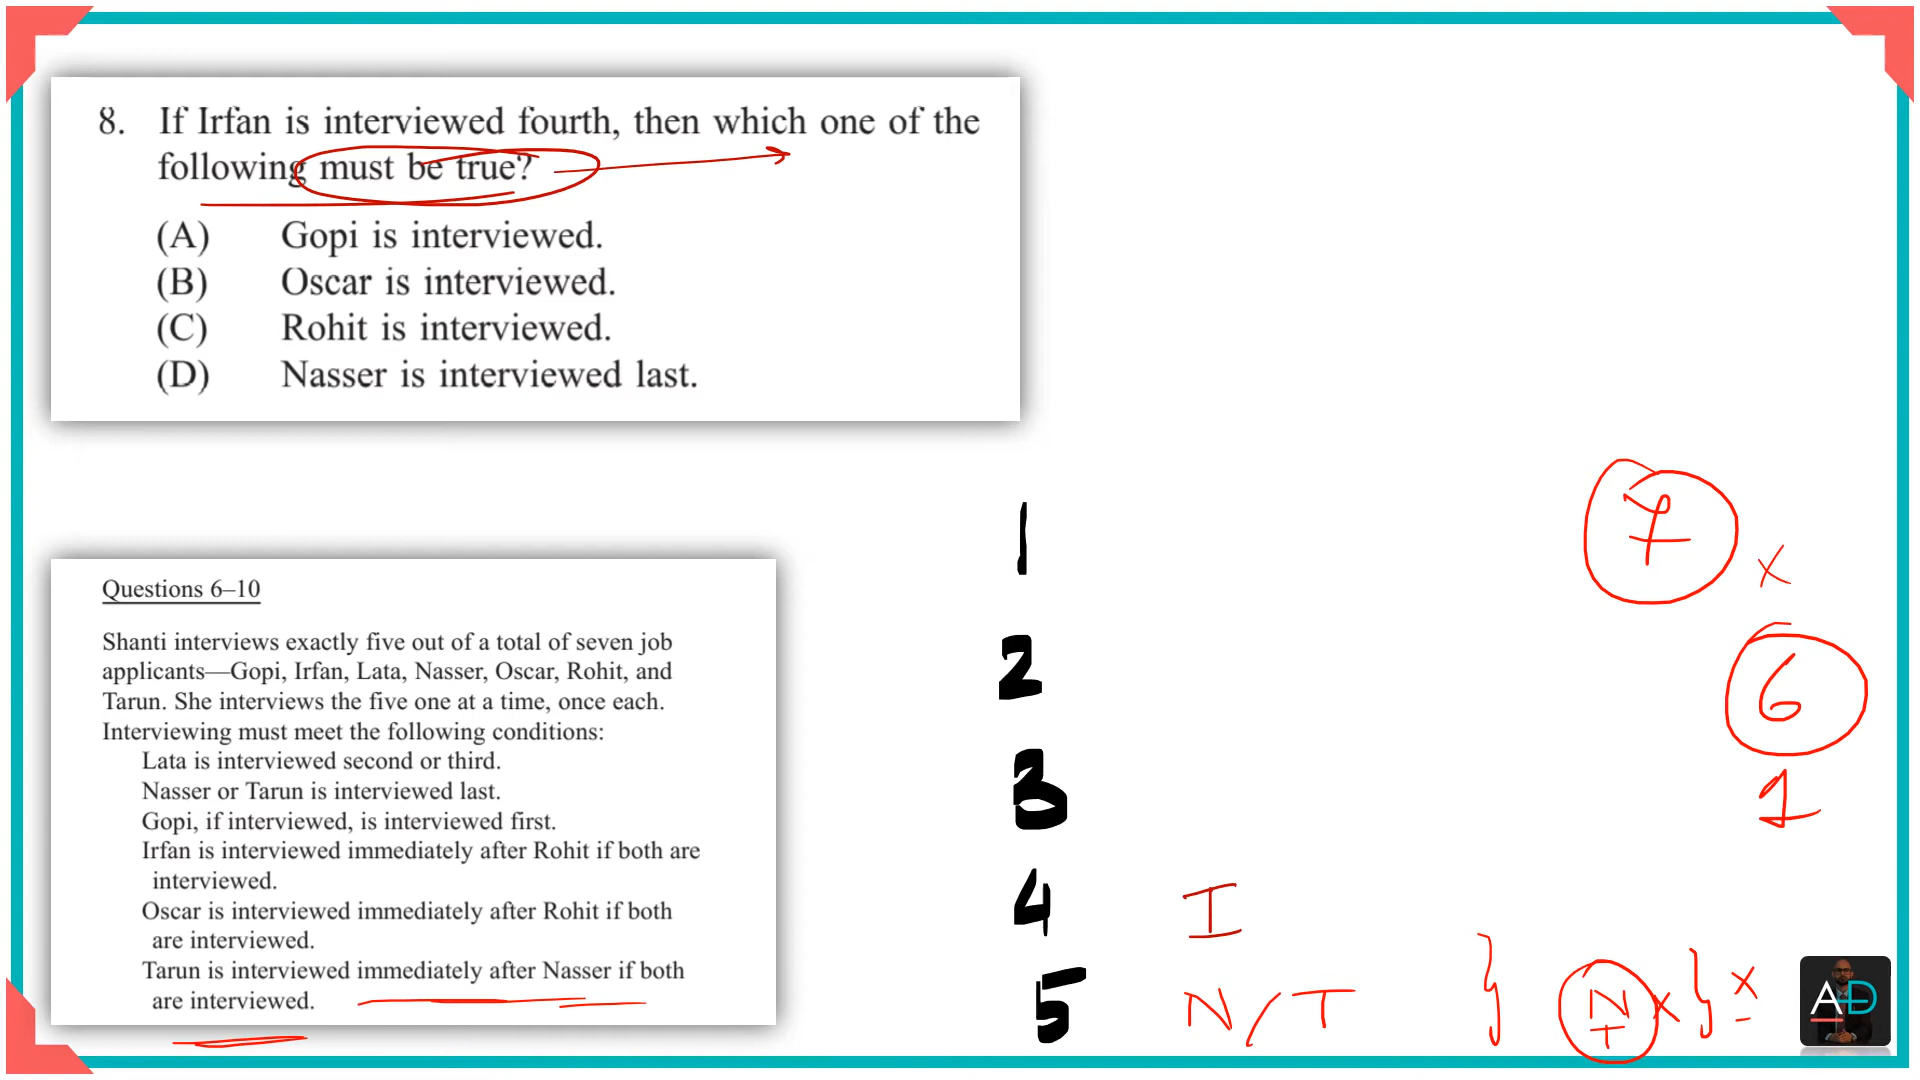 8. If Irfan is interviewed fourth, then which one of the
following must be true?
(A) Gopi is interviewed.
(B) Oscar is interviewed.
(C) Rohit is interviewed.
(D) Nasser is interviewed last.
Questions 6–10
Shanti interviews exactly five out of a total of seven job
applicants—Gopi, Irfan, Lata, Nasser, Oscar, Rohit, and
Tarun. She interviews the five one at a time, once each.
Interviewing must meet the following conditions:
Lata is interviewed second or third.
Nasser or Tarun is interviewed last.
Gopi, if interviewed, is interviewed first.
Irfan is interviewed immediately after Rohit if both are
interviewed.
Oscar is interviewed immediately after Rohit if both
are interviewed.
Tarun is interviewed immediately after Nasser if both
are interviewed.
1
2
3
4 I
5 N/T } N T x } x
7 x
6
1
AD